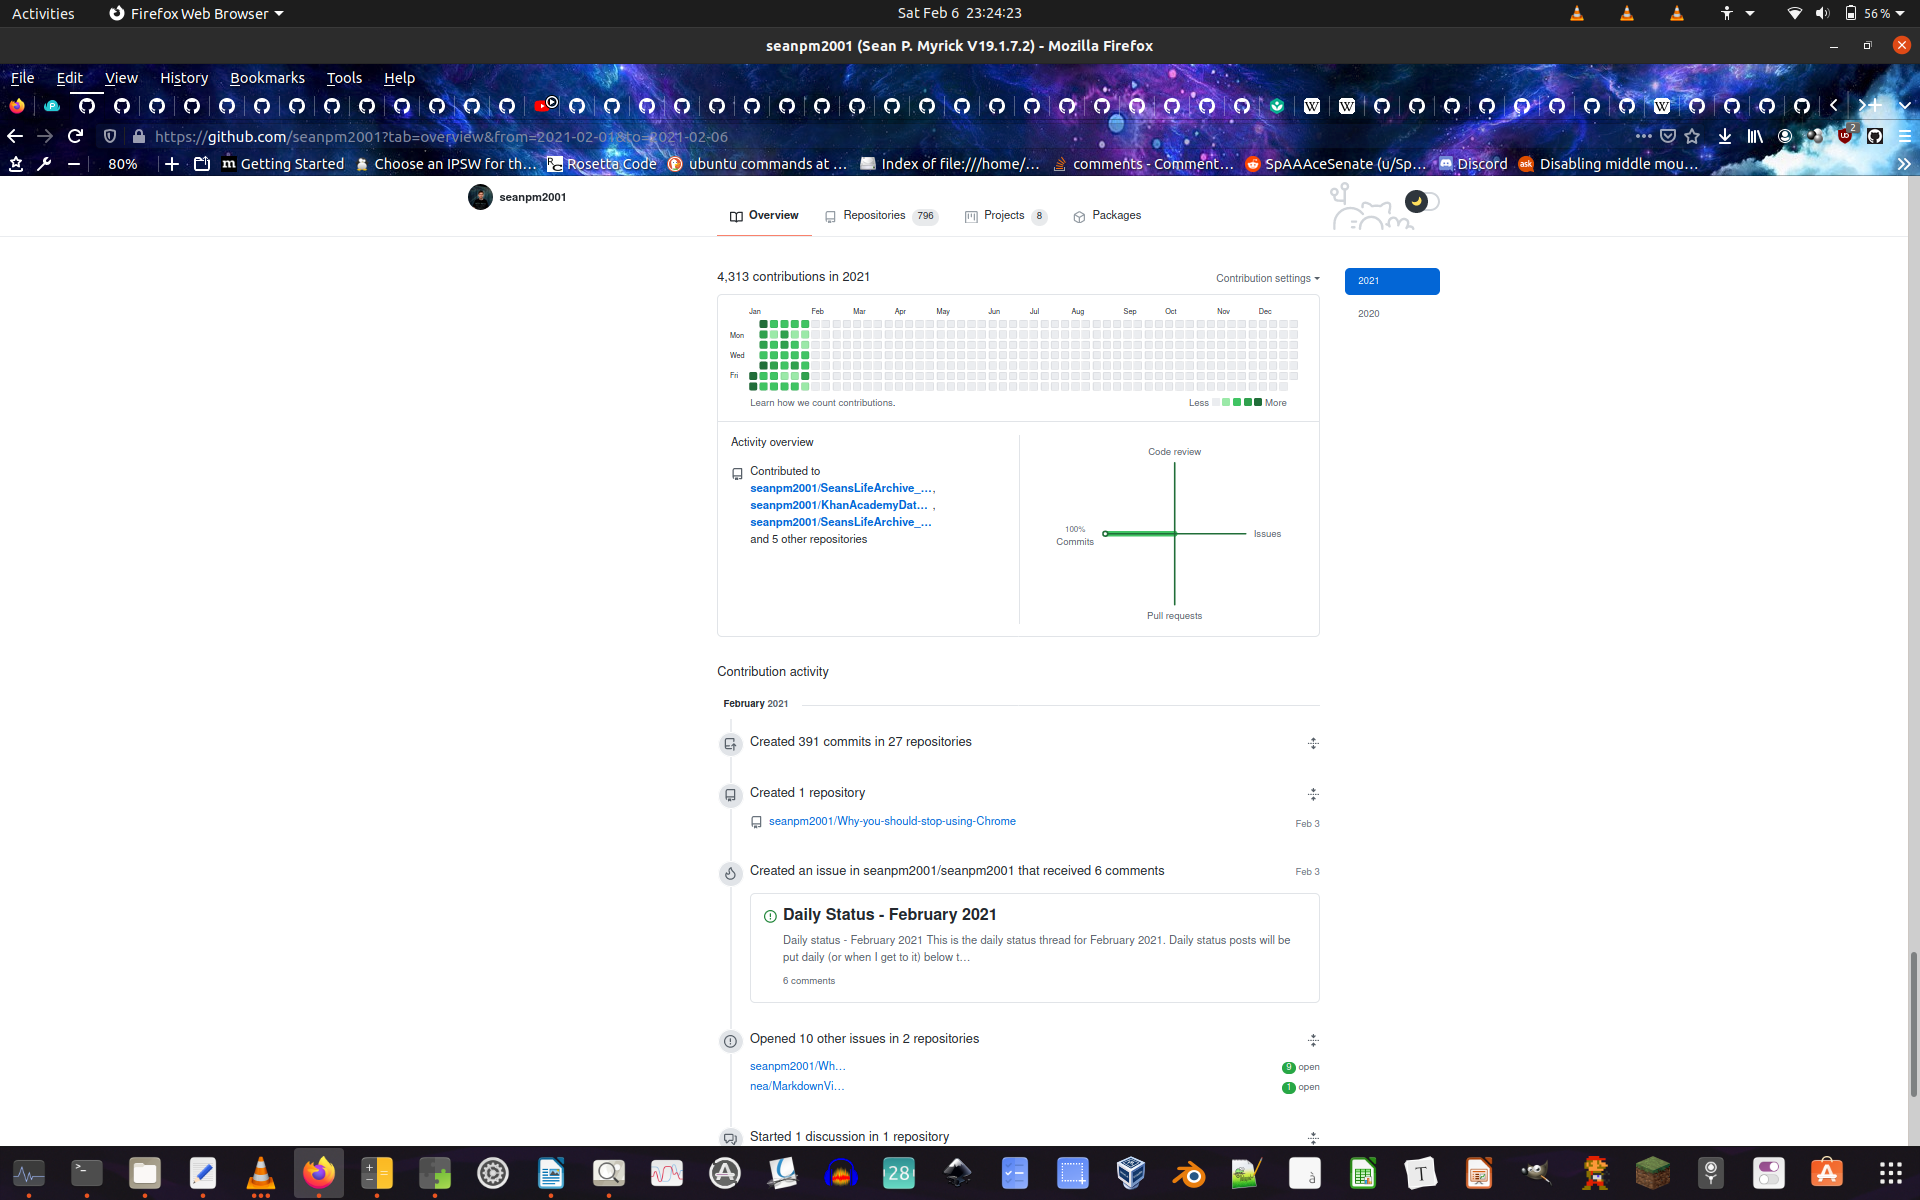 Activities
Firefox Web Browser
Sat Feb 6 23:24:23
56 %
seanpm2001 (Sean P. Myrick V19.1.7.2) - Mozilla Firefox
File Edit View History Bookmarks Tools Help
https://github.com/seanpm2001?tab=overview&from=2021-02-01&to=2021-02-06
2
80%
Getting Started
Choose an IPSW for th…
Rosetta Code
ubuntu commands at …
Index of file:///home/…
comments - Comment…
SpAAAceSenate (u/Sp…
Discord
Disabling middle mou…
seanpm2001
Overview
Repositories 796
Projects 8
Packages
4,313 contributions in 2021
Contribution settings
2021
2020
Jan Feb Mar Apr May Jun Jul Aug Sep Oct Nov Dec
Mon
Wed
Fri
Learn how we count contributions.
Less More
Activity overview
Contributed to
seanpm2001/SeansLifeArchive_…,
seanpm2001/KhanAcademyDat… ,
seanpm2001/SeansLifeArchive_…
and 5 other repositories
Code review
100%
Commits
Issues
Pull requests
Contribution activity
February 2021
Created 391 commits in 27 repositories
Created 1 repository
seanpm2001/Why-you-should-stop-using-Chrome
Feb 3
Created an issue in seanpm2001/seanpm2001 that received 6 comments
Feb 3
Daily Status - February 2021
Daily status - February 2021 This is the daily status thread for February 2021. Daily status posts will be
put daily (or when I get to it) below t…
6 comments
Opened 10 other issues in 2 repositories
seanpm2001/Wh…
9 open
nea/MarkdownVi…
1 open
Started 1 discussion in 1 repository
28
à
T